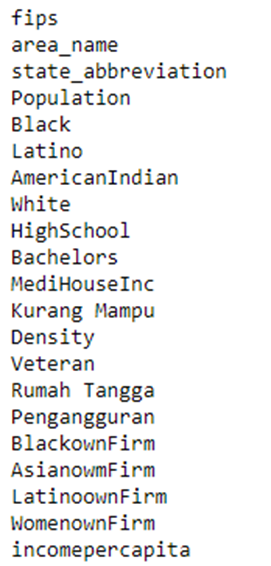 fips
area_name
state_abbreviation
Population
Black
Latino
AmericanIndian
White
HighSchool
Bachelors
MediHouseInc
Kurang Mampu
Density
Veteran
Rumah Tangga
Pengangguran
BlackownFirm
AsianowmFirm
LatinoownFirm
WomenownFirm
incomepercapita